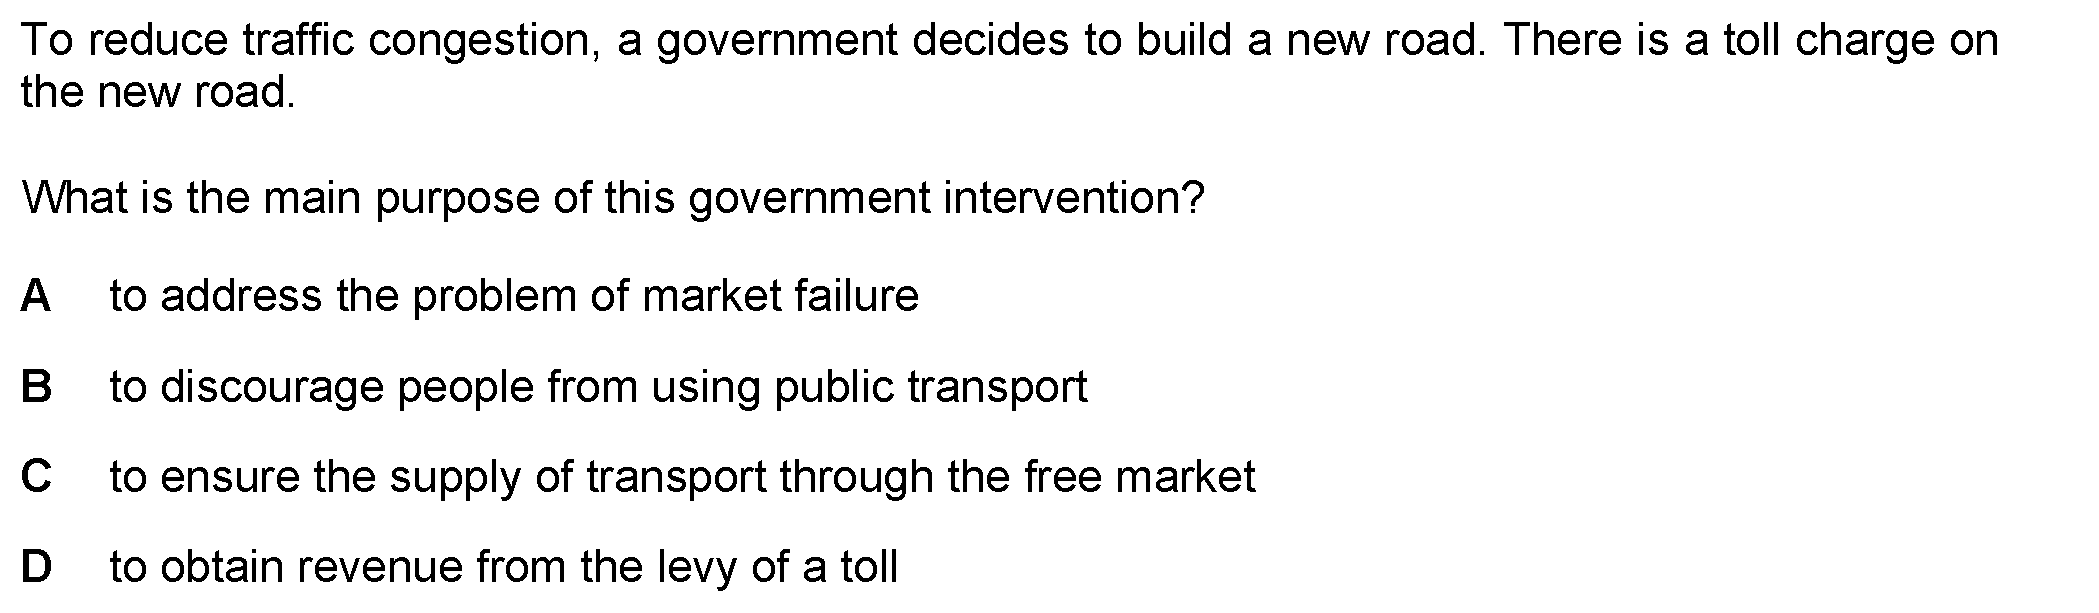 To reduce traffic congestion, a government decides to build a new road. There is a toll charge on
the new road.
What is the main purpose of this government intervention?
A to address the problem of market failure
B to discourage people from using public transport
C to ensure the supply of transport through the free market
D to obtain revenue from the levy of a toll